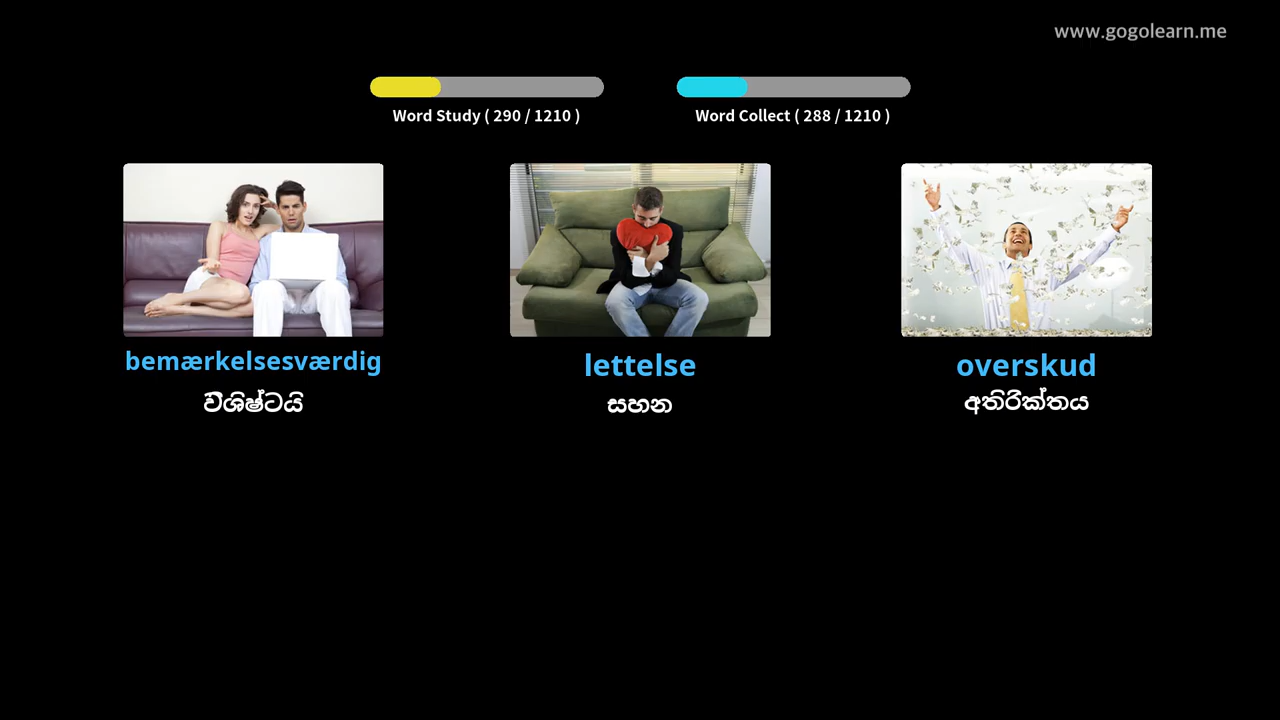 www.gogolearn.me
Word Study ( 290 / 1210 )
Word Collect ( 288 / 1210 )
bemærkelsesværdig
lettelse
overskud
විශිෂ්ටයි
සහන
අතිරික්තය